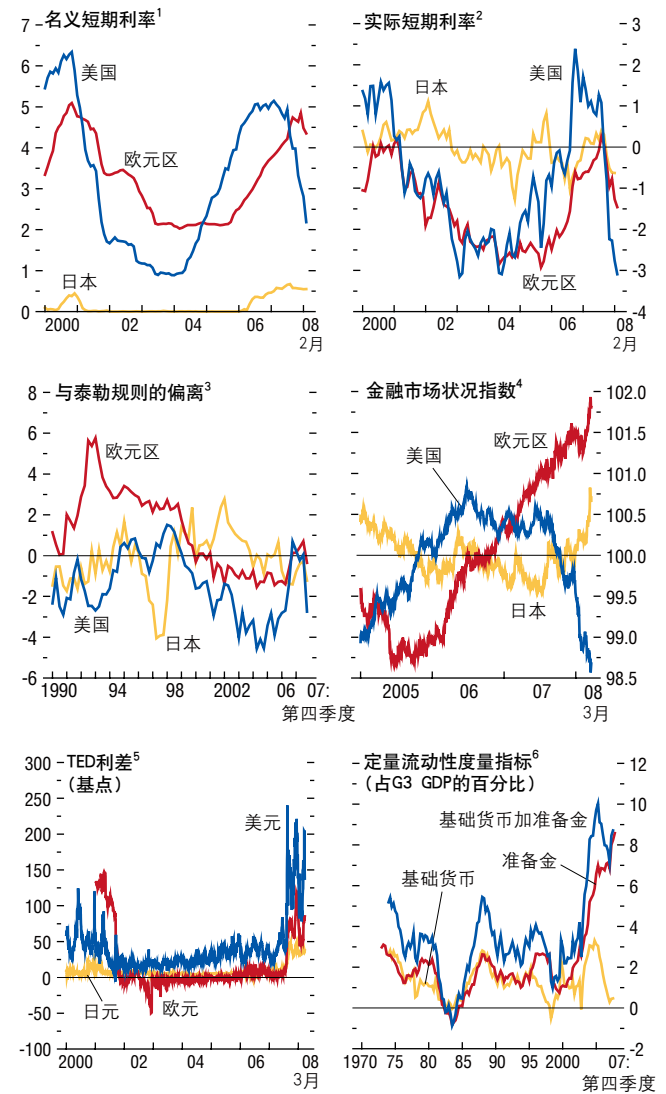 名义短期利率1
7
6
5
4
3
2
1
0
美国
欧元区
日本
2000 02 04 06 08
2月
实际短期利率2
3
2
1
0
-1
-2
-3
-4
日本
美国
欧元区
2000 02 04 06 08
2月
与泰勒规则的偏离3
8
6
4
2
0
-2
-4
-6
欧元区
美国
日本
1990 94 98 2002 06 07:
第四季度
金融市场状况指数4
102.0
101.5
101.0
100.5
100.0
99.5
99.0
98.5
欧元区
美国
日本
2005 06 07 08
3月
TED利差5
（基点）
300
250
200
150
100
50
0
-50
-100
美元
日元
欧元
2000 02 04 06 08
3月
定量流动性度量指标6
（占G3 GDP的百分比）
12
10
8
6
4
2
0
-2
基础货币加准备金
准备金
基础货币
1970 75 80 85 90 95 2000 07:
第四季度